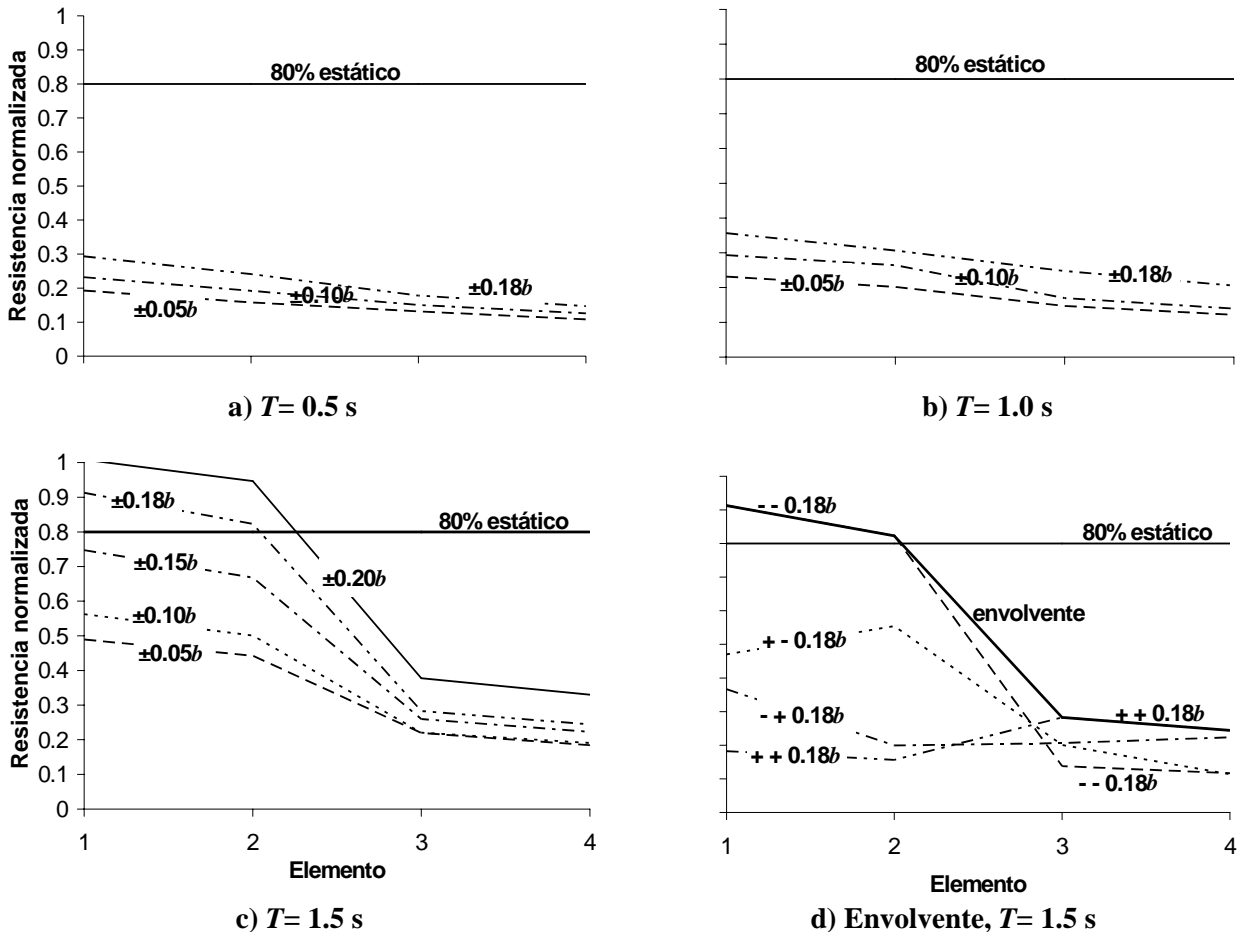 Resistencia normalizada
1
0.9
0.8
0.7
0.6
0.5
0.4
0.3
0.2
0.1
0
80% estático
±0.18b
±0.10b
±0.05b
a) T= 0.5 s
80% estático
±0.18b
±0.10b
±0.05b
b) T= 1.0 s
Resistencia normalizada
1
0.9
0.8
0.7
0.6
0.5
0.4
0.3
0.2
0.1
0
±0.18b
80% estático
±0.15b
±0.20b
±0.10b
±0.05b
1 2 3 4
Elemento
c) T= 1.5 s
- - 0.18b
80% estático
envolvente
+ - 0.18b
- + 0.18b
+ + 0.18b
+ + 0.18b
- - 0.18b
1 2 3 4
Elemento
d) Envolvente, T= 1.5 s